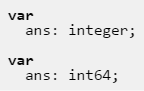 var
  ans: integer;
var
  ans: int64;